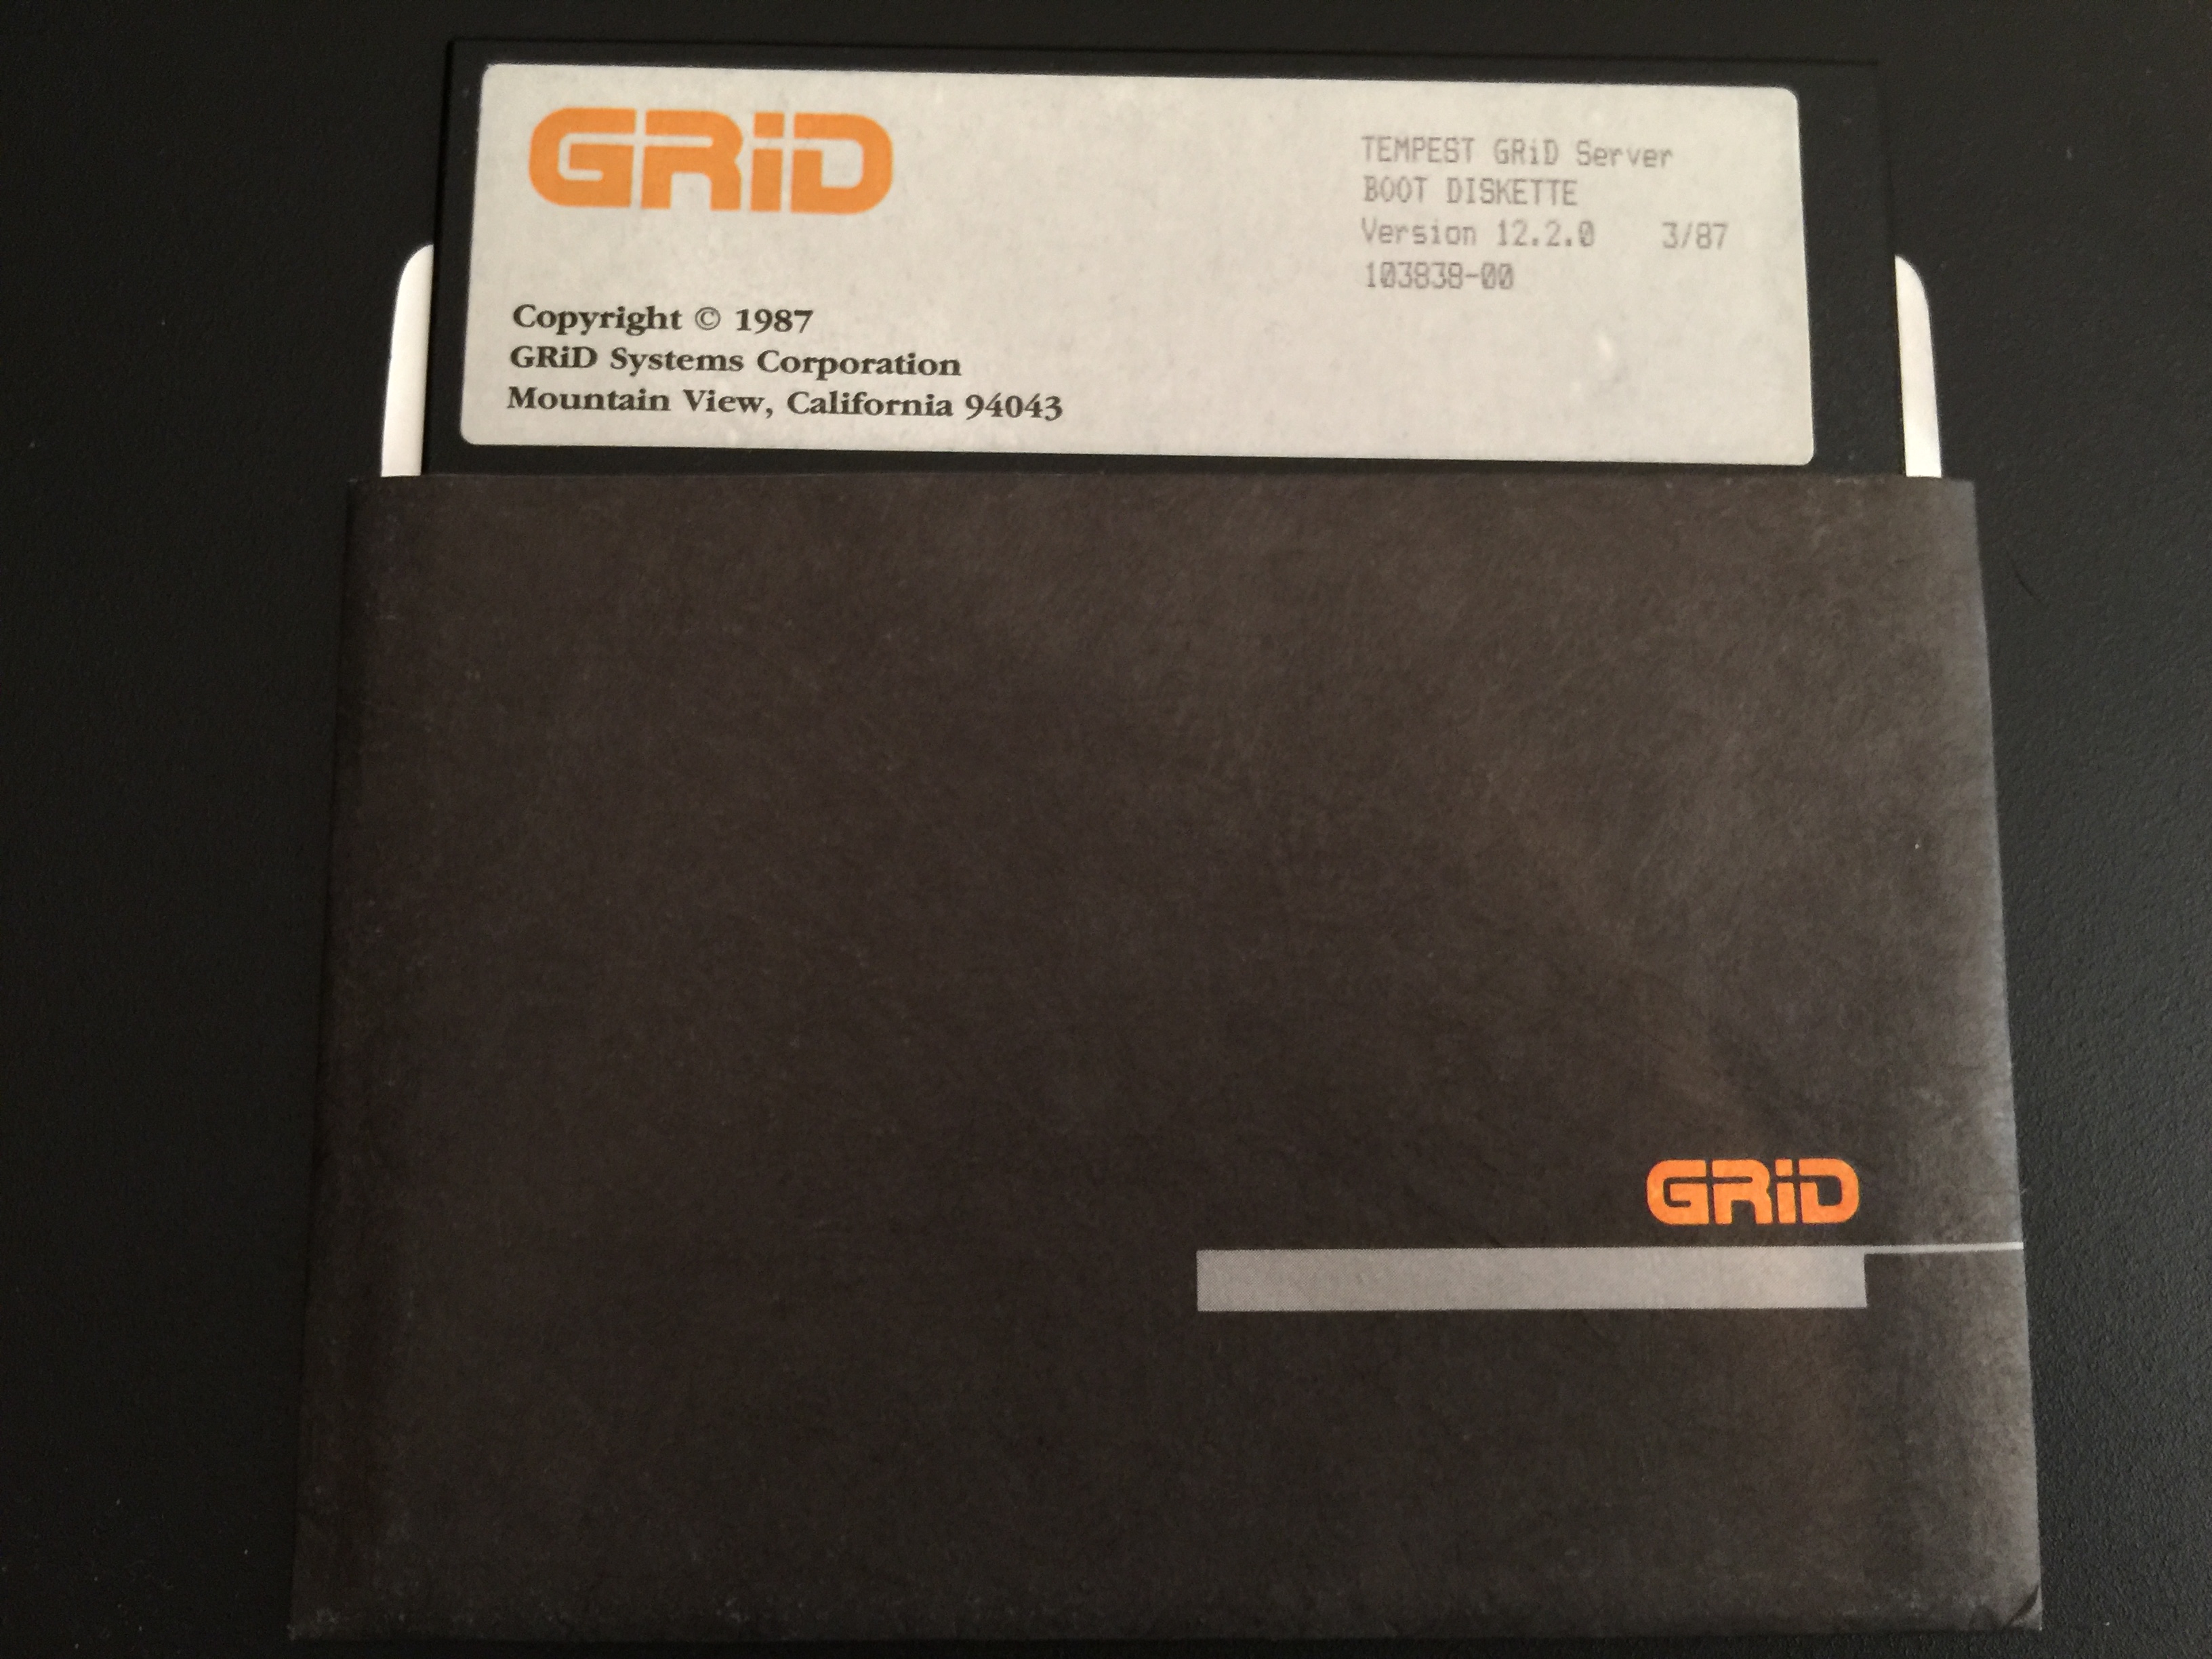 GRiD
TEMPEST GRiD Server
BOOT DISKETTE
Version 12.2.0 3/87
103838-00
Copyright © 1987
GRiD Systems Corporation
Mountain View, California 94043
GRiD